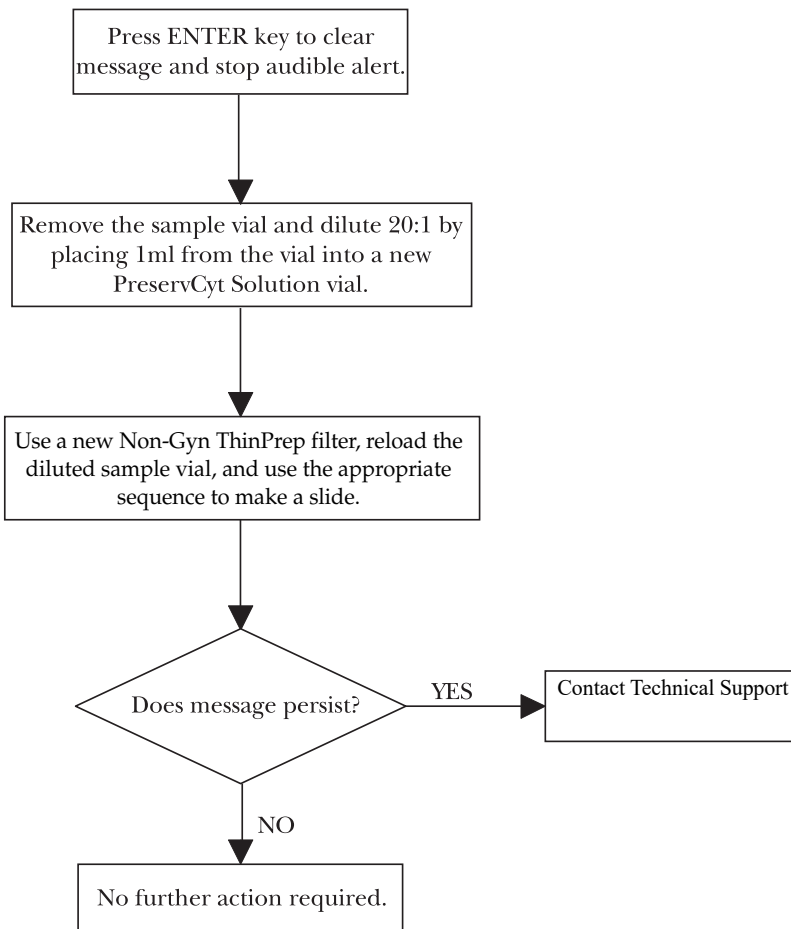 Press ENTER key to clear
message and stop audible alert.
Remove the sample vial and dilute 20:1 by
placing 1ml from the vial into a new
PreservCyt Solution vial.
Use a new Non-Gyn ThinPrep filter, reload the
diluted sample vial, and use the appropriate
sequence to make a slide.
Does message persist?
YES
Contact Technical Support
NO
No further action required.